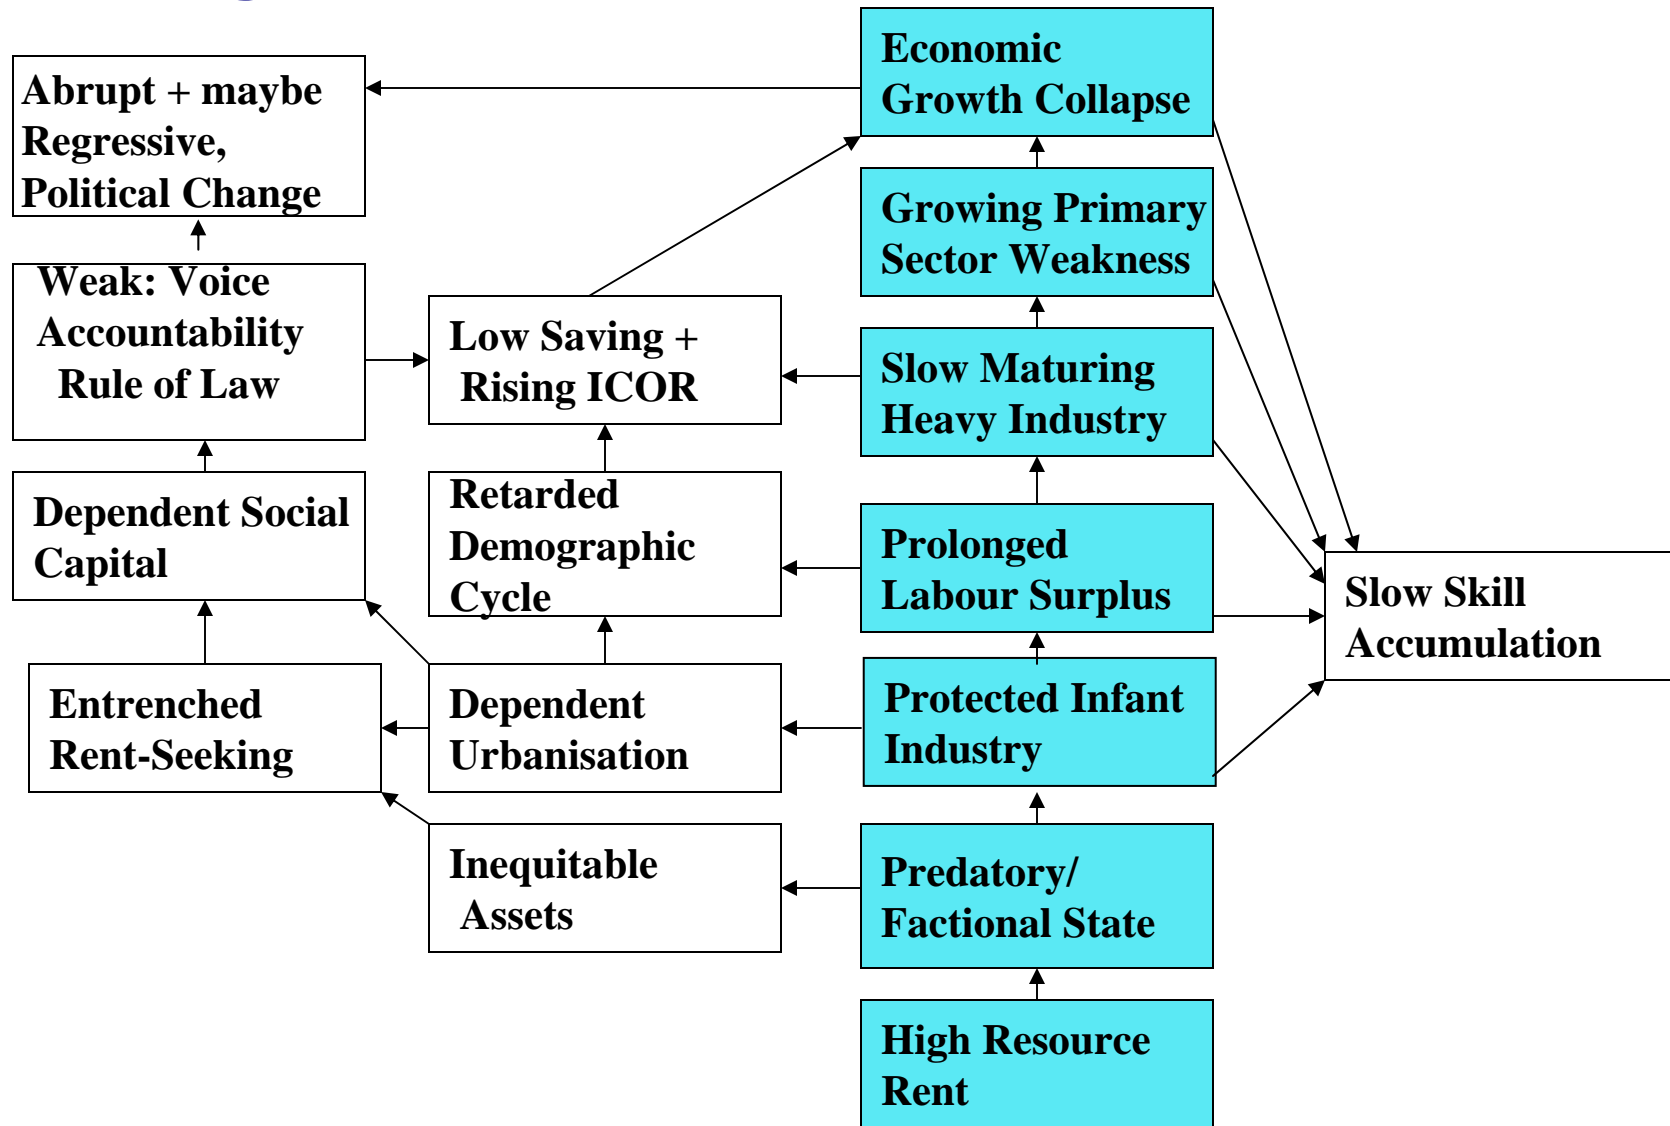 Abrupt + maybe
Regressive,
Political Change
Weak: Voice
Accountability
Rule of Law
Dependent Social
Capital
Entrenched
Rent-Seeking
Low Saving +
Rising ICOR
Retarded
Demographic
Cycle
Dependent
Urbanisation
Inequitable
Assets
Economic
Growth Collapse
Growing Primary
Sector Weakness
Slow Maturing
Heavy Industry
Prolonged
Labour Surplus
Protected Infant
Industry
Predatory/
Factional State
High Resource
Rent
Slow Skill
Accumulation